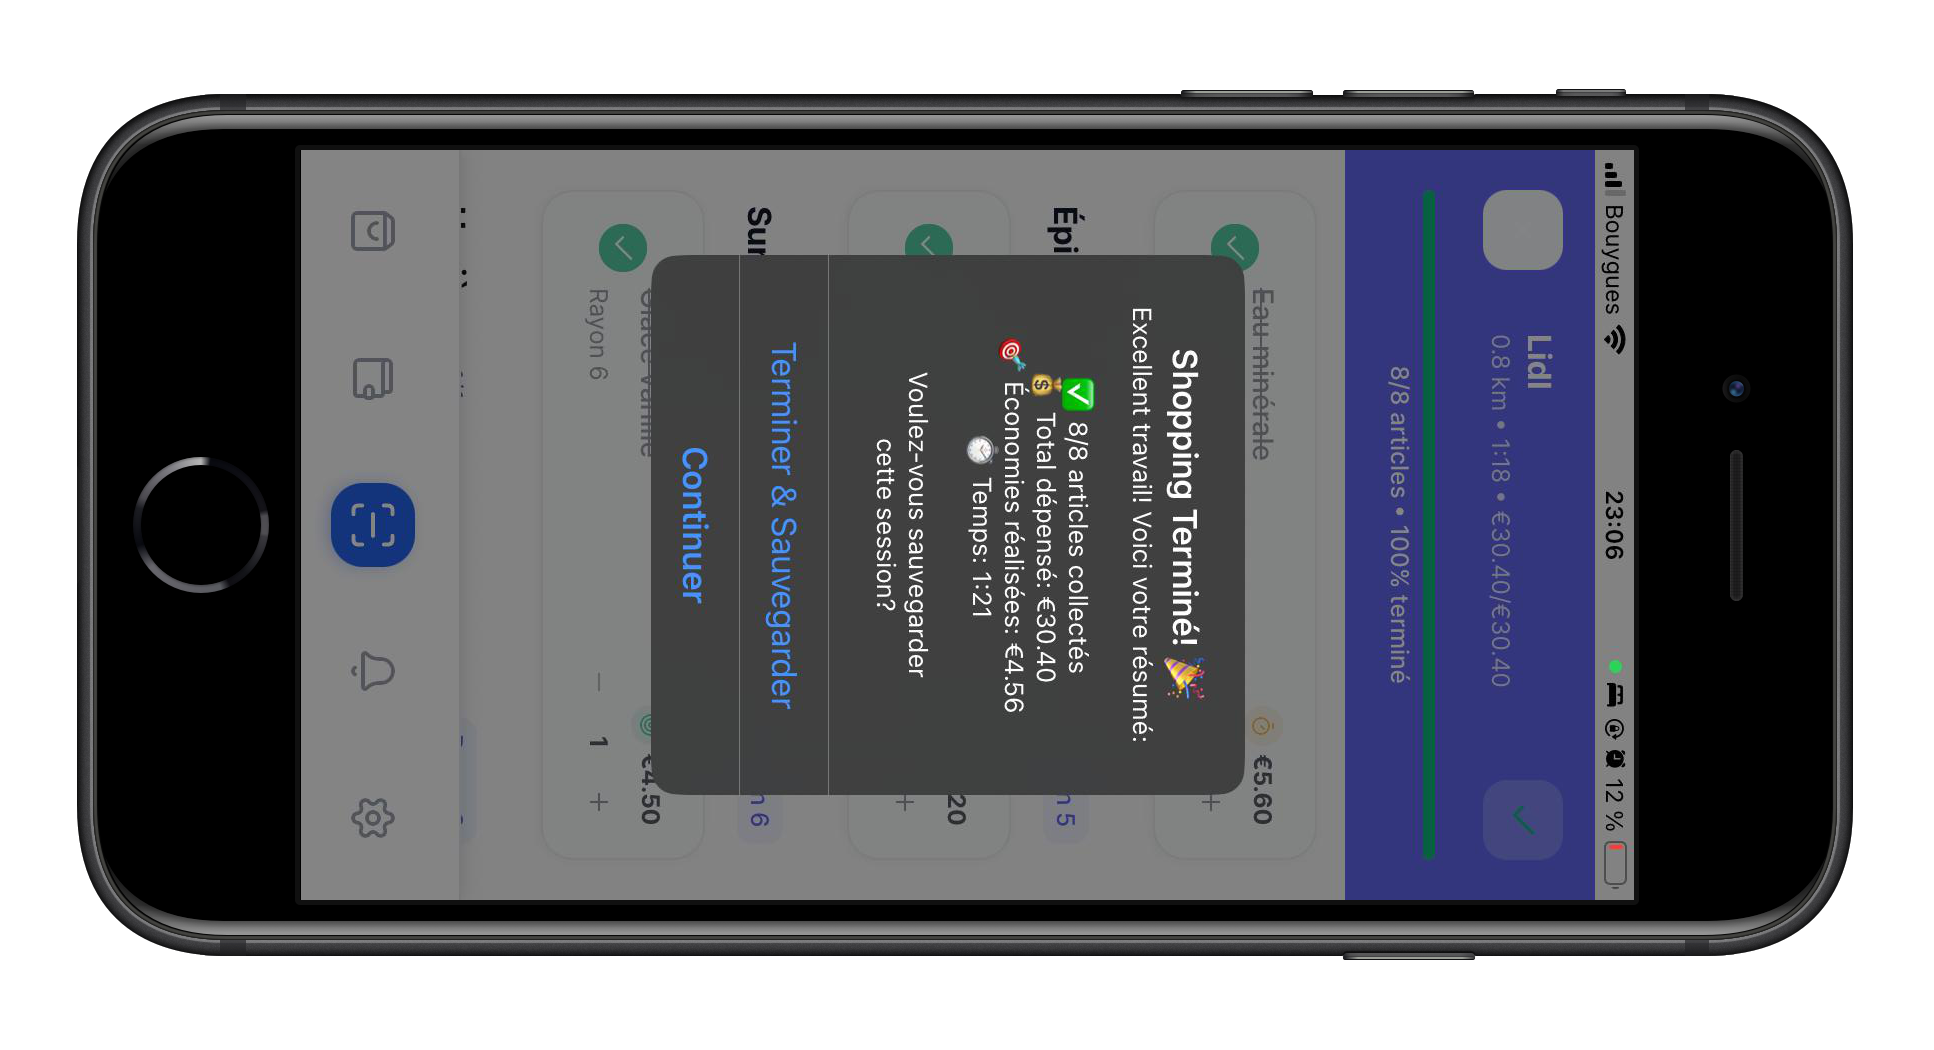 Bouygues 23:06 12 %
Lidl
0.8 km • 1:18 • €30.40/€30.40
8/8 articles • 100% terminé
Eau minérale €5.60
Shopping Terminé! 🎉
Excellent travail! Voici votre résumé:
✅ 8/8 articles collectés
💰 Total dépensé: €30.40
🎯 Économies réalisées: €4.56
⏱️ Temps: 1:21
Voulez-vous sauvegarder
cette session?
Terminer & Sauvegarder
Continuer
Épi n 5
20
Sur n 6
Glace vanille €4.50
Rayon 6 − 1 +